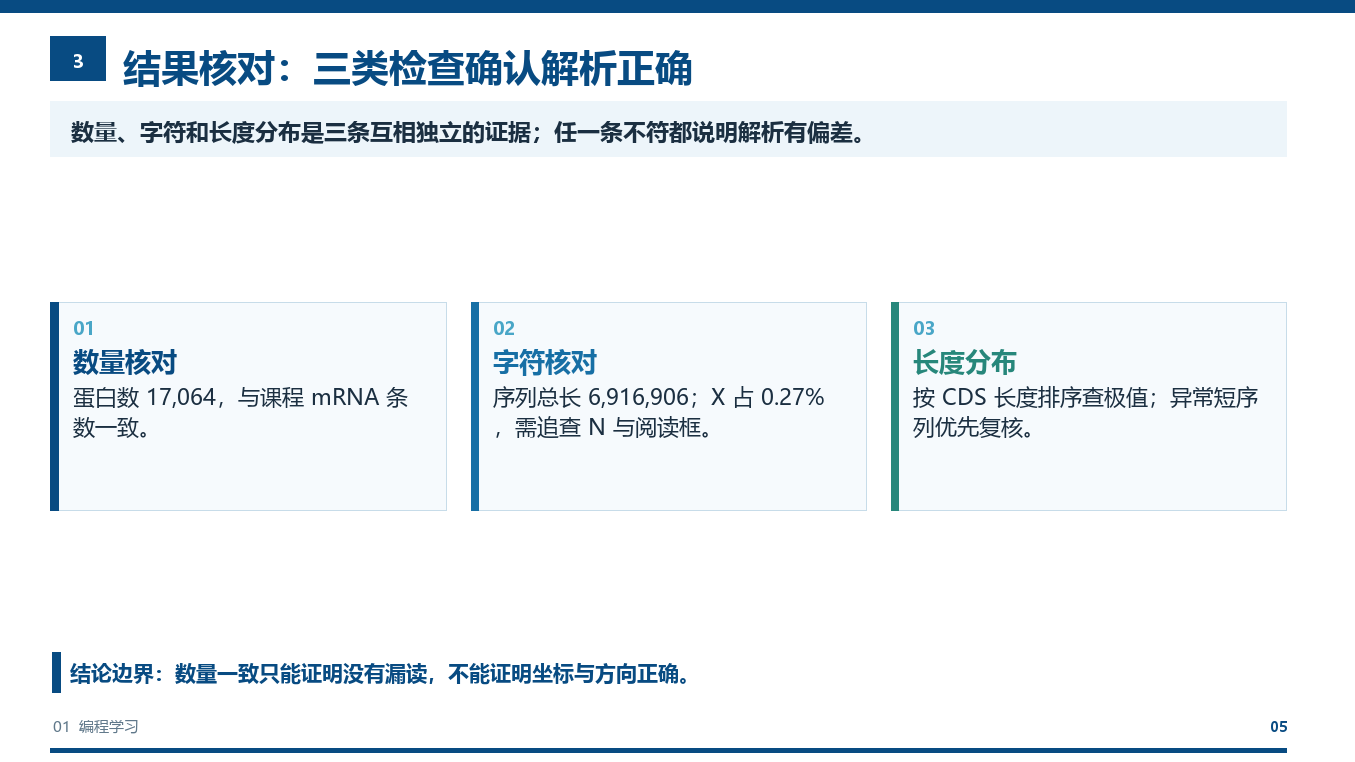 3
结果核对：三类检查确认解析正确
数量、字符和长度分布是三条互相独立的证据；任一条不符都说明解析有偏差。
01
数量核对
蛋白数 17,064，与课程 mRNA 条
数一致。
02
字符核对
序列总长 6,916,906；X 占 0.27%
，需追查 N 与阅读框。
03
长度分布
按 CDS 长度排序查极值；异常短序
列优先复核。
结论边界：数量一致只能证明没有漏读，不能证明坐标与方向正确。
01 编程学习
05